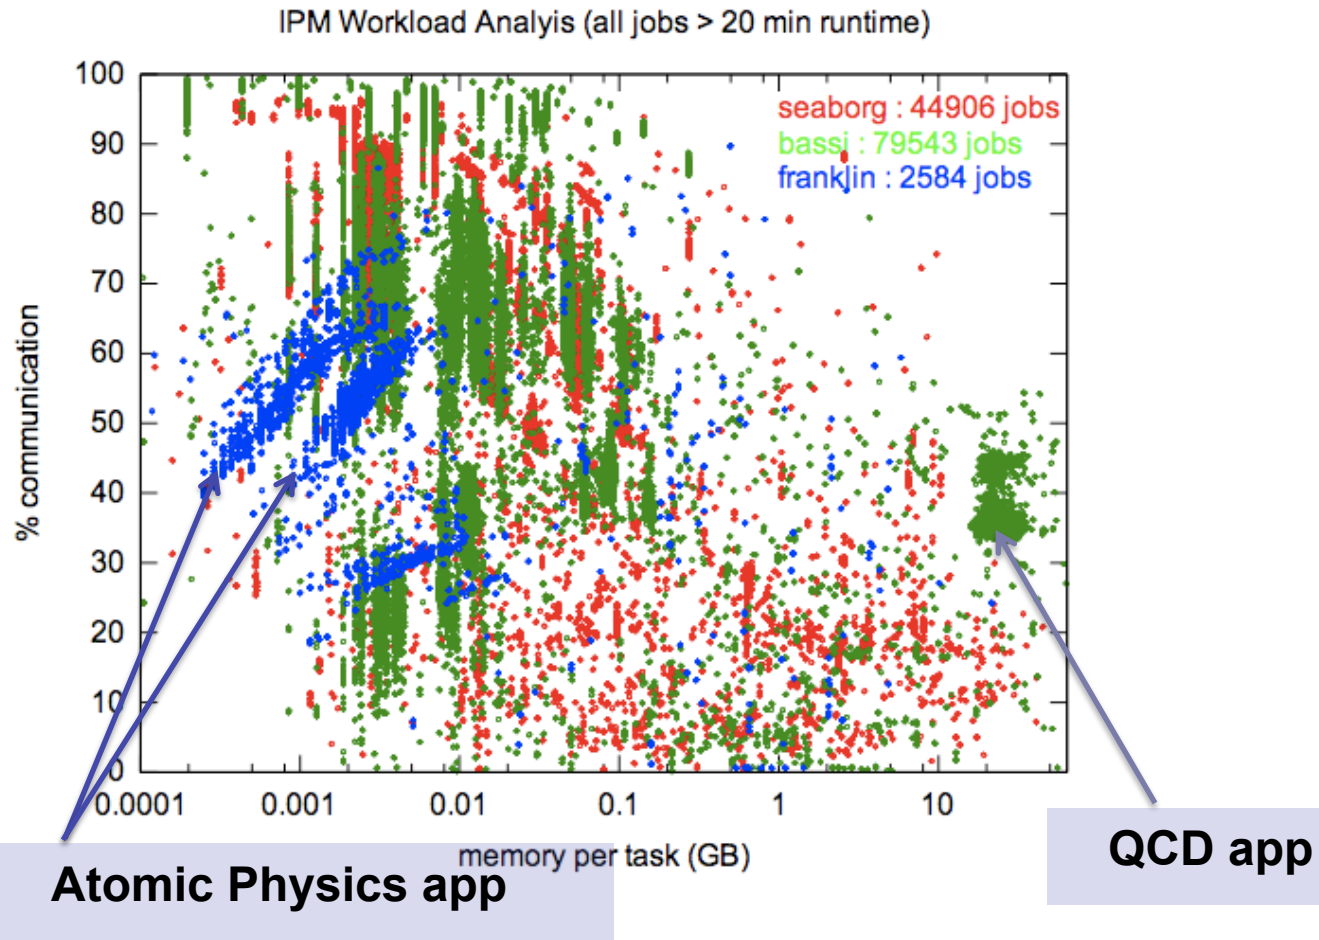 IPM Workload Analyis (all jobs > 20 min runtime)
seaborg : 44906 jobs
bassi : 79543 jobs
franklin : 2584 jobs
100
90
80
70
60
50
40
30
20
10
0
% communication
0.0001 0.001 0.01 0.1 1 10
memory per task (GB)
Atomic Physics app
QCD app